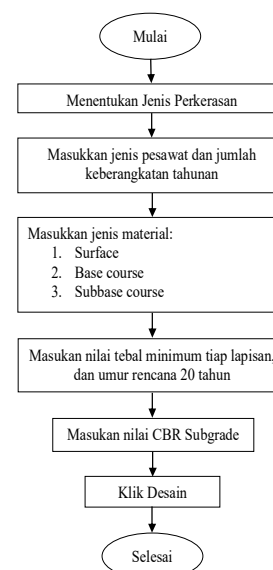 Mulai
Menentukan Jenis Perkerasan
Masukkan jenis pesawat dan jumlah
keberangkatan tahunan
Masukkan jenis material:
1. Surface
2. Base course
3. Subbase course
Masukan nilai tebal minimum tiap lapisan,
dan umur rencana 20 tahun
Masukan nilai CBR Subgrade
Klik Desain
Selesai